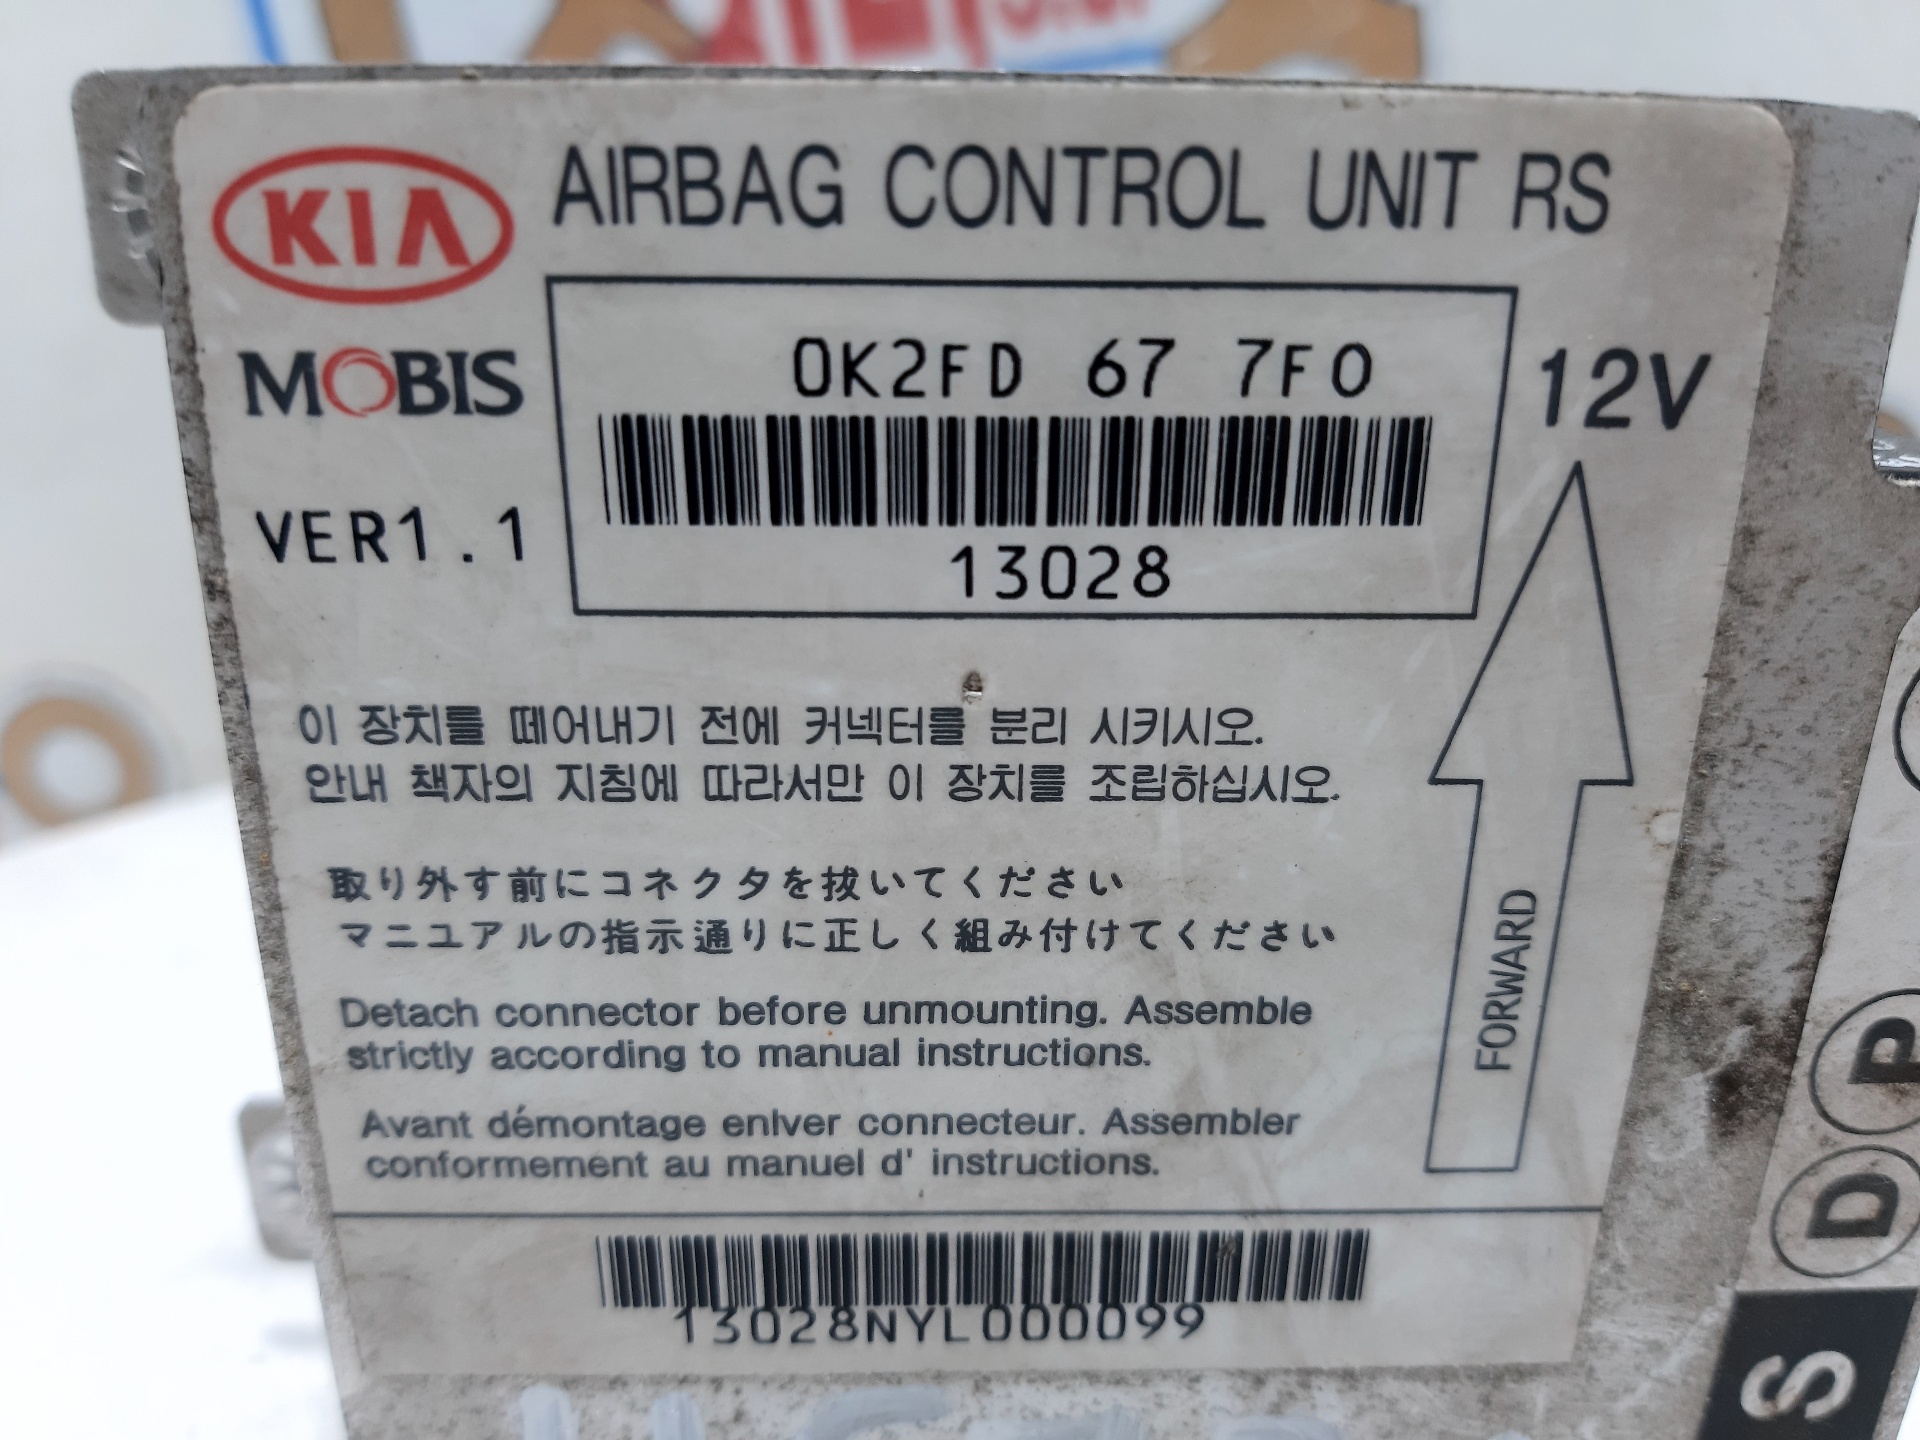 KIA
AIRBAG CONTROL UNIT RS
MOBIS
0K2FD 67 7F0
12V
VER1.1
13028
이 장치를 떼어내기 전에 커넥터를 분리 시키시오.
안내 책자의 지침에 따라서만 이 장치를 조립하십시오.
取り外す前にコネクタを抜いてください
マニュアルの指示通りに正しく組み付けてください
Detach connector before unmounting. Assemble
strictly according to manual instructions.
FORWARD
Avant démontage enlver connecteur. Assembler
conformement au manuel d' instructions.
13028NYL000099
P
D
S